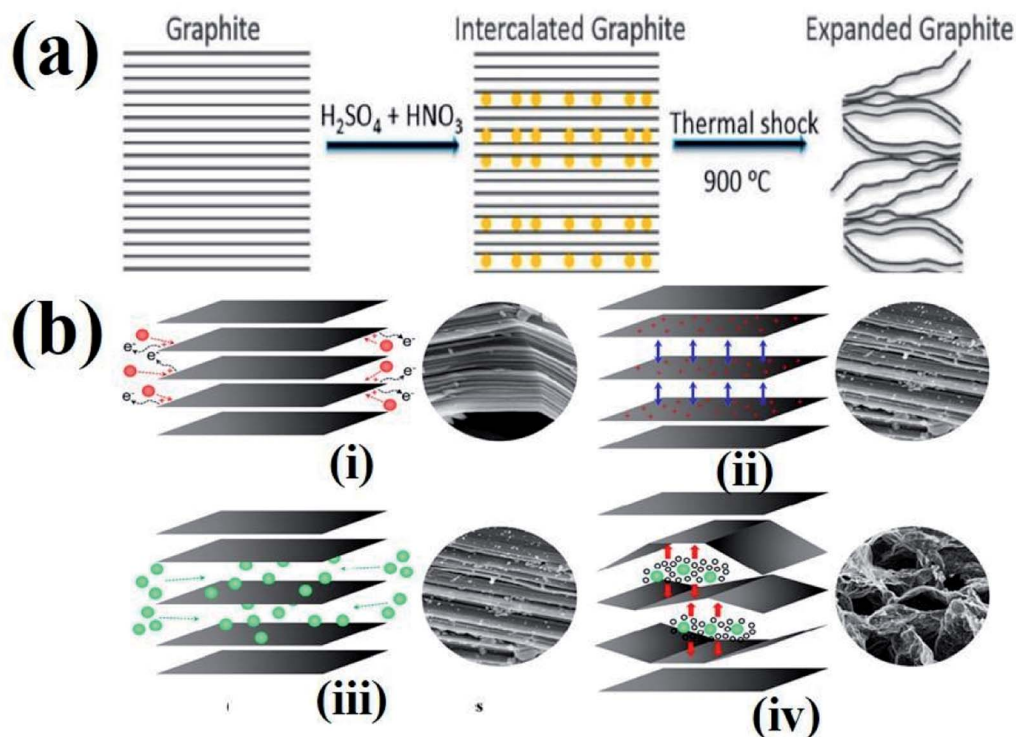 (a)
Graphite
Intercalated Graphite
Expanded Graphite
H₂SO₄ + HNO₃
Thermal shock
900 ºC
(b)
e⁻
e⁻
e⁻
e⁻
e⁻
e⁻
(i)
(ii)
(iii)
s
(iv)